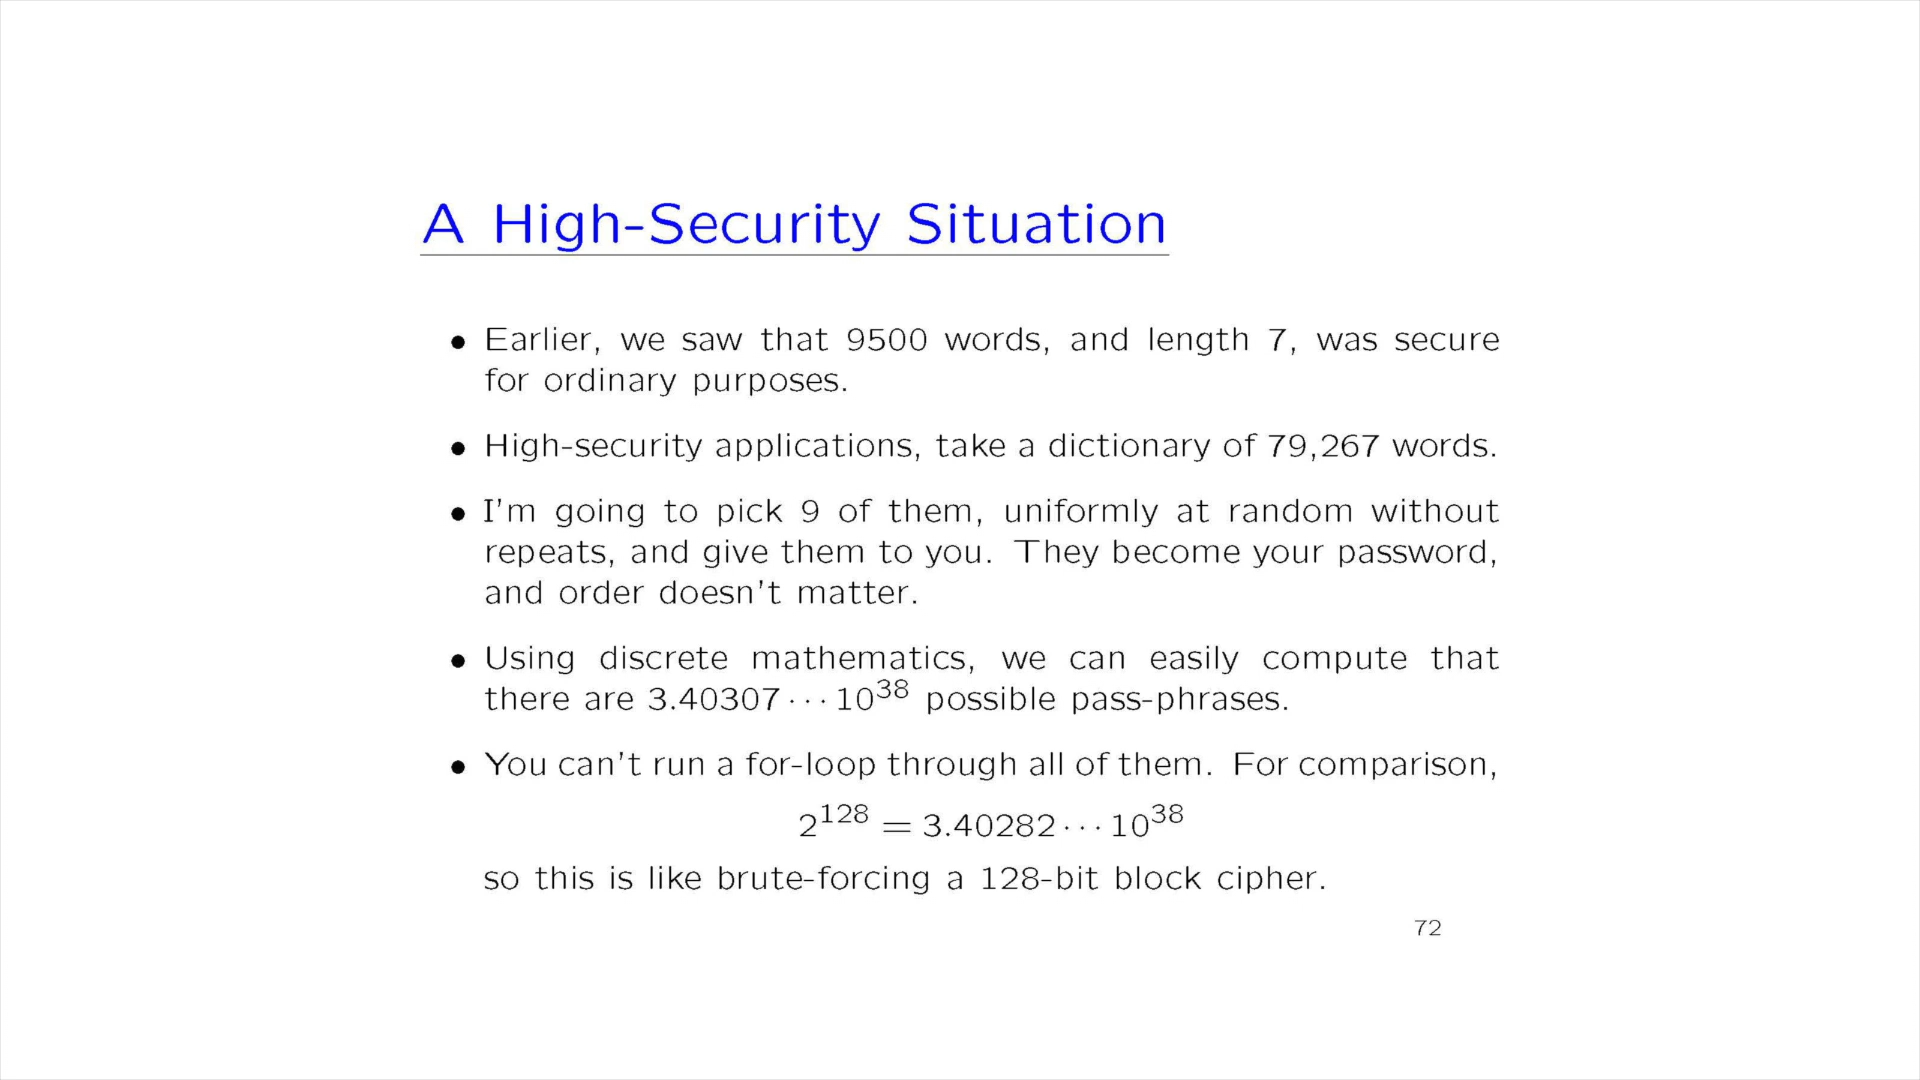 A High-Security Situation
• Earlier, we saw that 9500 words, and length 7, was secure
for ordinary purposes.
• High-security applications, take a dictionary of 79,267 words.
• I'm going to pick 9 of them, uniformly at random without
repeats, and give them to you. They become your password,
and order doesn't matter.
• Using discrete mathematics, we can easily compute that
there are 3.40307 · · · 10^38 possible pass-phrases.
• You can't run a for-loop through all of them. For comparison,
2^128 = 3.40282 · · · 10^38
so this is like brute-forcing a 128-bit block cipher.
72